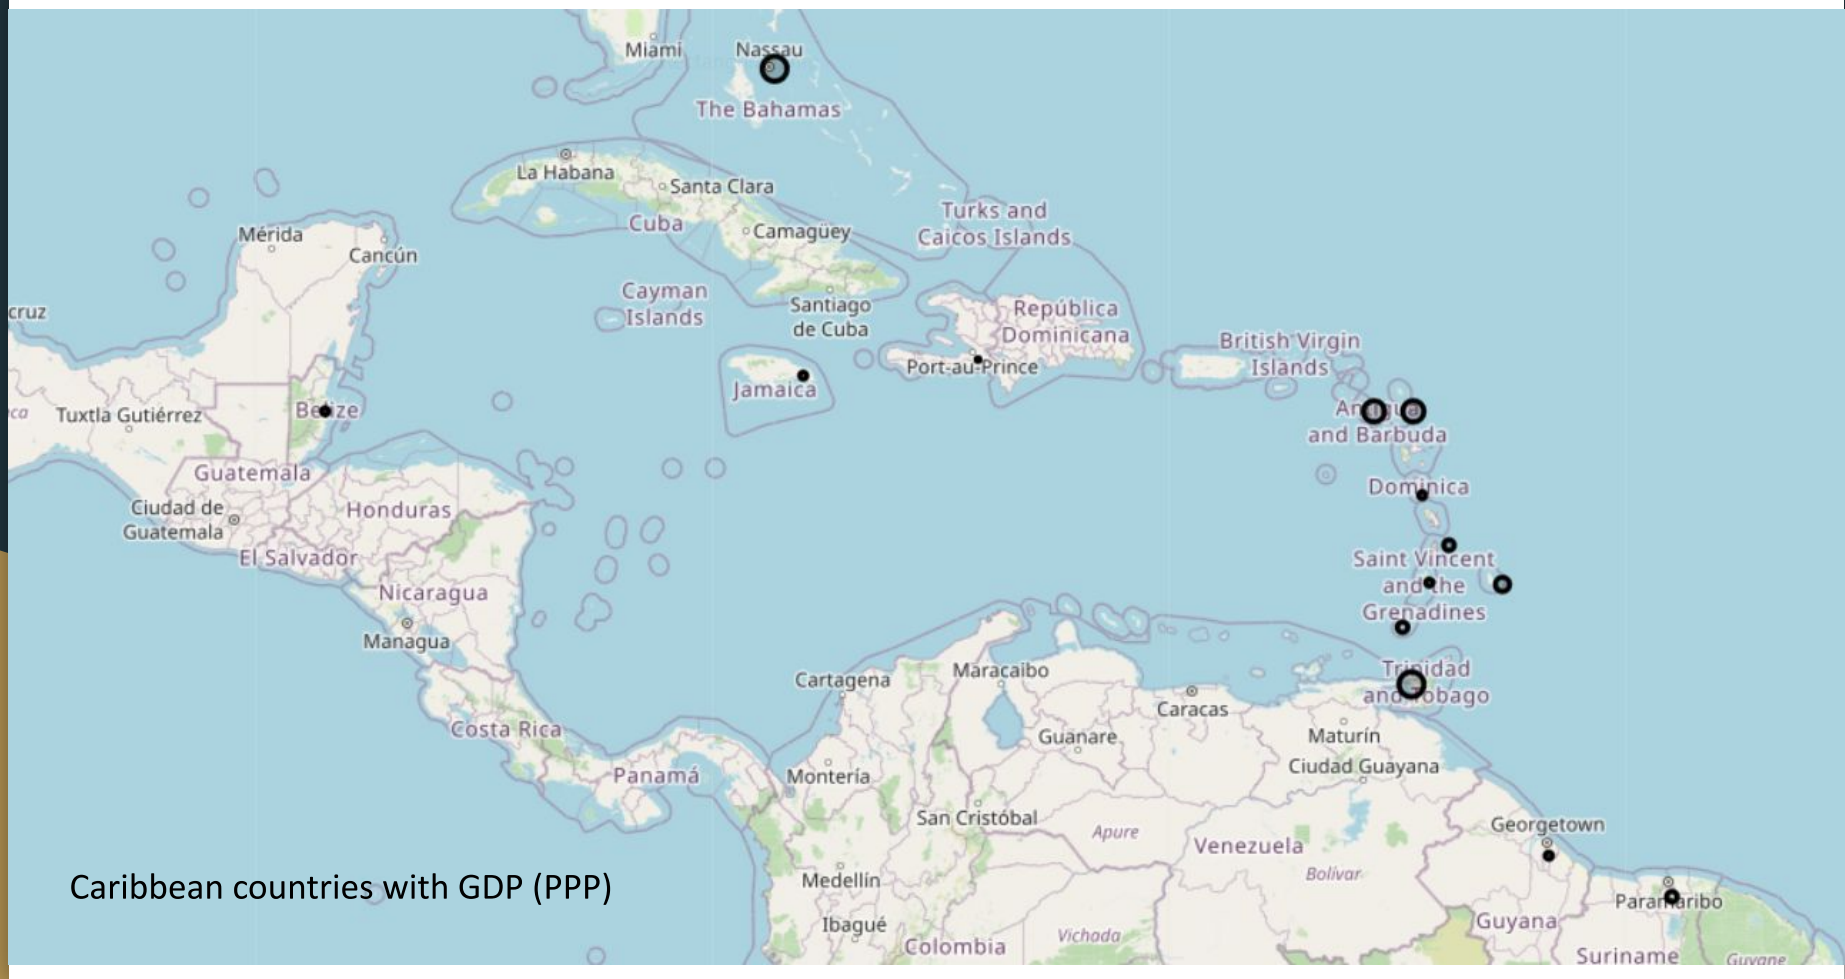 Miami
Nassau
The Bahamas
La Habana
Santa Clara
Cuba
Camagüey
Turks and
Caicos Islands
Mérida
Cancún
Cayman
Islands
Santiago
de Cuba
República
Dominicana
cruz
British Virgin
Islands
Port-au-Prince
Jamaica
Belize
Antigua
and Barbuda
Tuxtla Gutiérrez
ca
Guatemala
Dominica
Ciudad de
Guatemala
Honduras
El Salvador
Saint Vincent
and the
Grenadines
Nicaragua
Managua
Trinidad
and Tobago
Cartagena
Maracaibo
Caracas
Costa Rica
Guanare
Maturín
Panamá
Montería
Ciudad Guayana
San Cristóbal
Apure
Georgetown
Venezuela
Bolívar
Caribbean countries with GDP (PPP)
Medellín
Paramaribo
Ibagué
Guyana
Colombia
Vichada
Suriname
Guyane